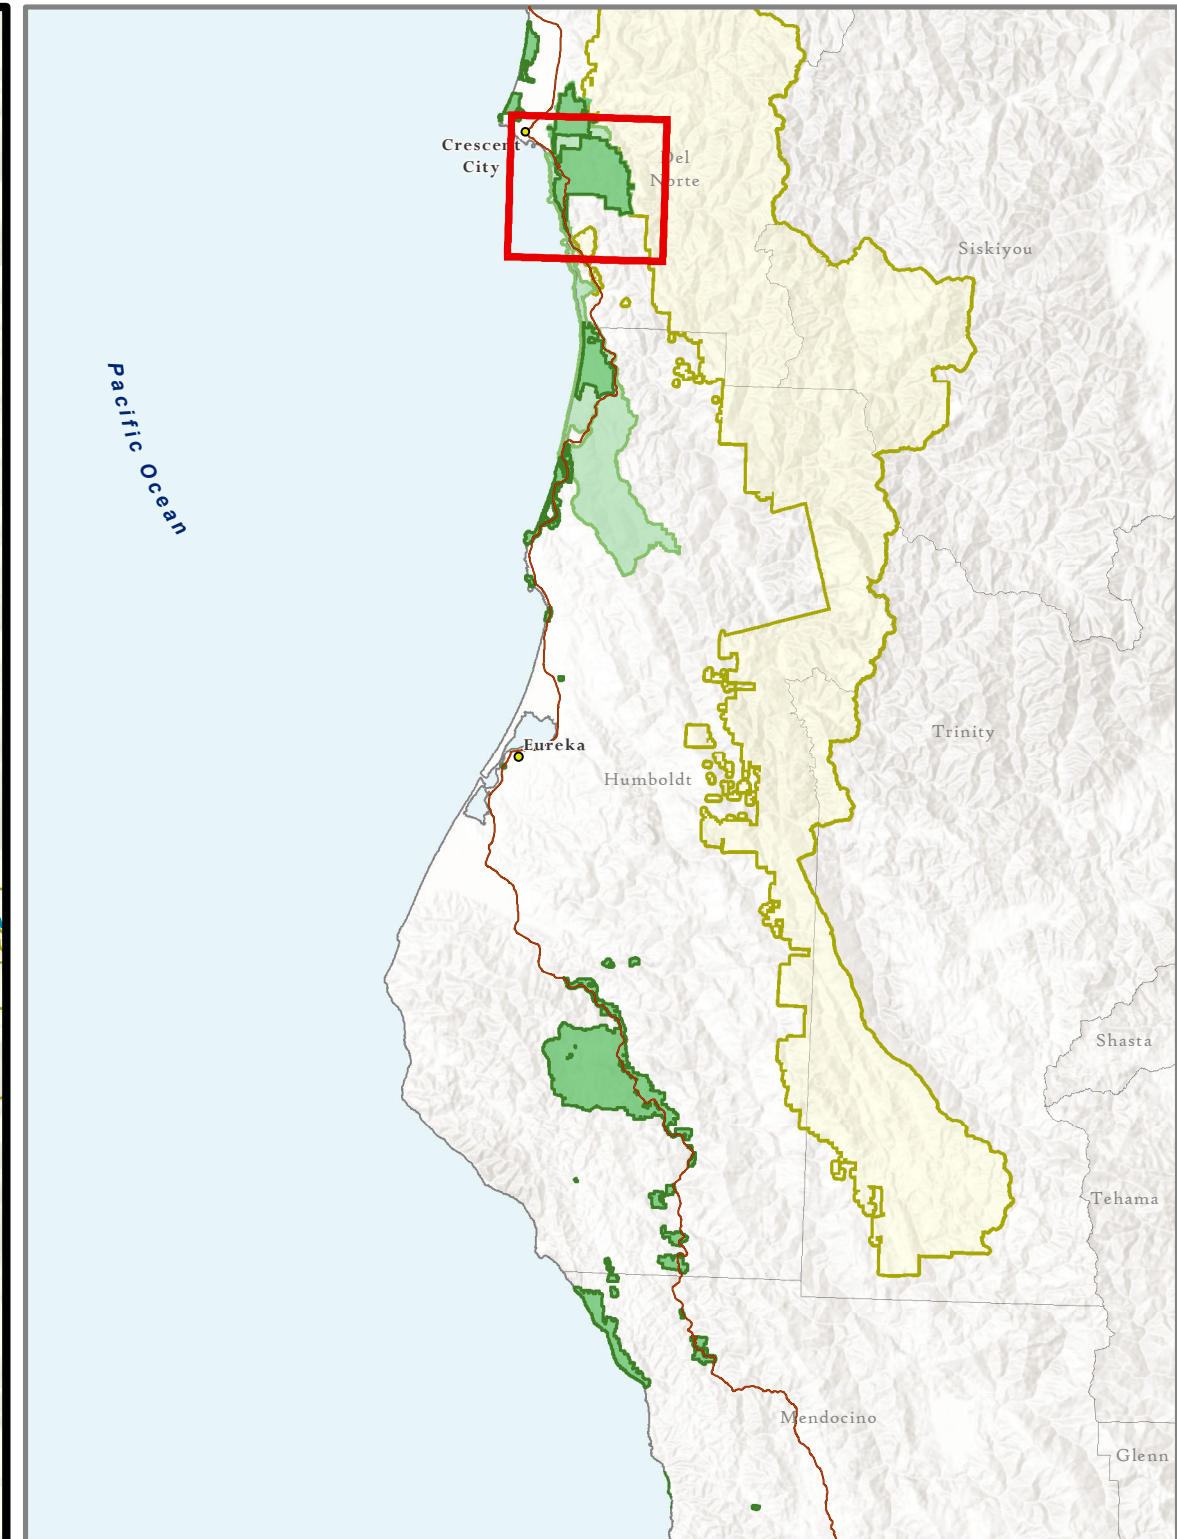 Crescent
City
Del
Norte
Siskiyou
Pacific Ocean
Trinity
Eureka
Humboldt
Shasta
Tehama
Mendocino
Glenn